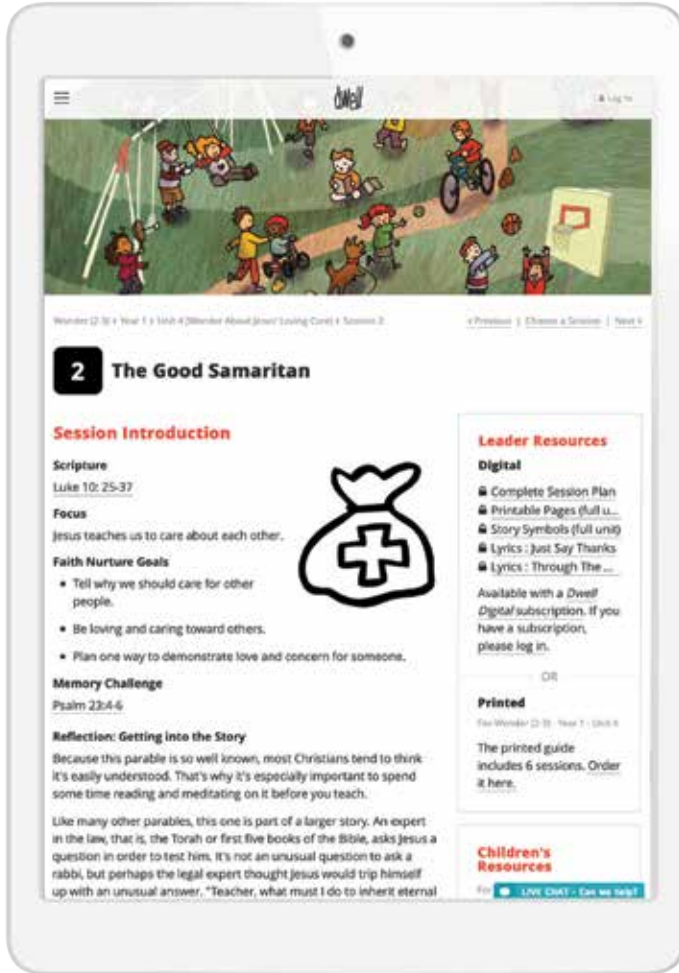 dwell
Log In
Wonder (2-3) Year 1 Unit 4 (Wonder About Jesus' Loving Care) Session 2
Previous | Choose a Session | Next
2 The Good Samaritan
Session Introduction
Scripture
Luke 10: 25-37
Focus
Jesus teaches us to care about each other.
Faith Nurture Goals
• Tell why we should care for other
people.
• Be loving and caring toward others.
• Plan one way to demonstrate love and concern for someone.
Memory Challenge
Psalm 23:4-6
Reflection: Getting into the Story
Because this parable is so well known, most Christians tend to think
it's easily understood. That's why it's especially important to spend
some time reading and meditating on it before you teach.
Like many other parables, this one is part of a larger story. An expert
in the law, that is, the Torah or first five books of the Bible, asks Jesus a
question in order to test him. It's not an unusual question to ask a
rabbi, but perhaps the legal expert thought Jesus would trip himself
up with an unusual answer. "Teacher, what must I do to inherit eternal
Leader Resources
Digital
Complete Session Plan
Printable Pages (full u...
Story Symbols (full unit)
Lyrics : Just Say Thanks
Lyrics : Through The ...
Available with a Dwell
Digital subscription. If you
have a subscription,
please log in.
OR
Printed
For Wonder (2-3) - Year 1 - Unit 4
The printed guide
includes 6 sessions. Order
it here.
Children's
Resources
For
LIVE CHAT - Can we help?